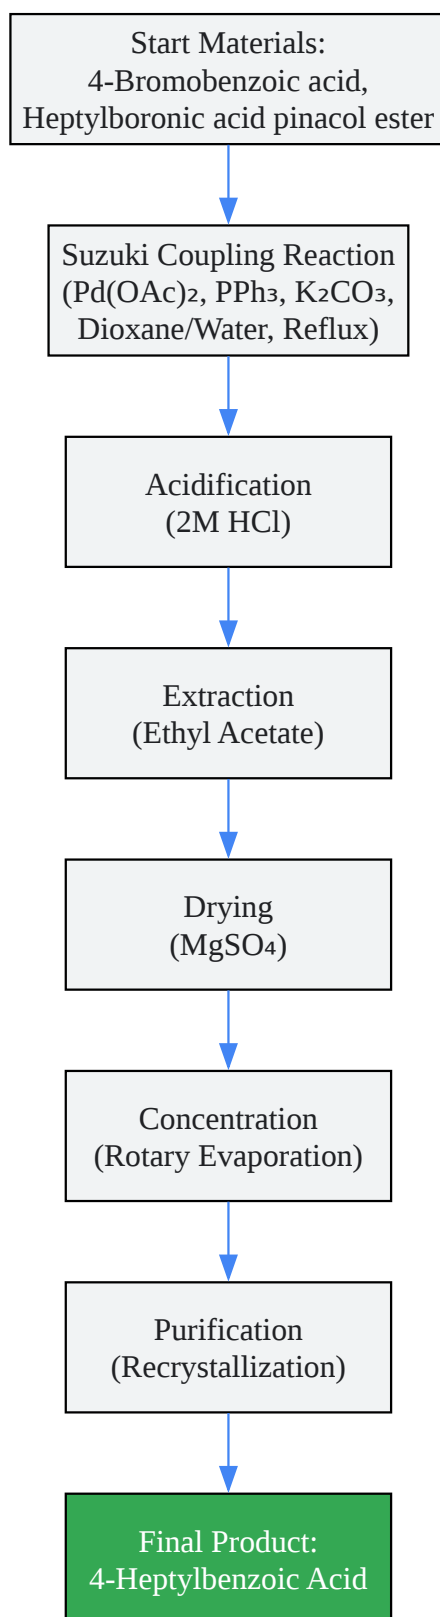 Start Materials:
4-Bromobenzoic acid,
Heptylboronic acid pinacol ester
Suzuki Coupling Reaction
(Pd(OAc)₂, PPh₃, K₂CO₃,
Dioxane/Water, Reflux)
Acidification
(2M HCl)
Extraction
(Ethyl Acetate)
Drying
(MgSO₄)
Concentration
(Rotary Evaporation)
Purification
(Recrystallization)
Final Product:
4-Heptylbenzoic Acid